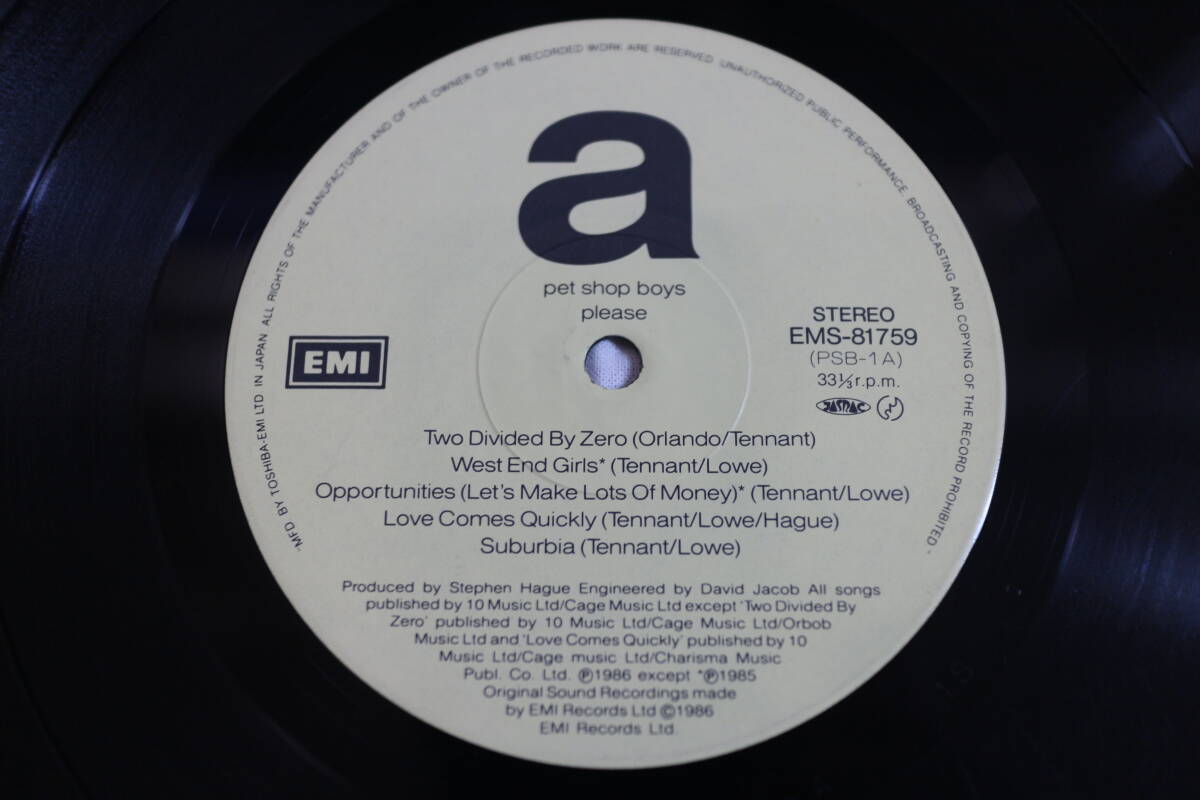 "MFD BY TOSHIBA-EMI LTD IN JAPAN ALL RIGHTS OF THE MANUFACTURER AND OF THE OWNER OF THE RECORDED WORK ARE RESERVED UNAUTHORIZED PUBLIC PERFORMANCE BROADCASTING AND COPYING OF THE RECORD PROHIBITED"
a
pet shop boys
please
EMI
STEREO
EMS-81759
(PSB-1A)
33⅓ r.p.m.
JASRAC
Two Divided By Zero (Orlando/Tennant)
West End Girls* (Tennant/Lowe)
Opportunities (Let's Make Lots Of Money)* (Tennant/Lowe)
Love Comes Quickly (Tennant/Lowe/Hague)
Suburbia (Tennant/Lowe)
Produced by Stephen Hague Engineered by David Jacob All songs
published by 10 Music Ltd/Cage Music Ltd except 'Two Divided By
Zero' published by 10 Music Ltd/Cage Music Ltd/Orbob
Music Ltd and 'Love Comes Quickly' published by 10
Music Ltd/Cage music Ltd/Charisma Music
Publ. Co. Ltd. ℗1986 except *℗1985
Original Sound Recordings made
by EMI Records Ltd ©1986
EMI Records Ltd.